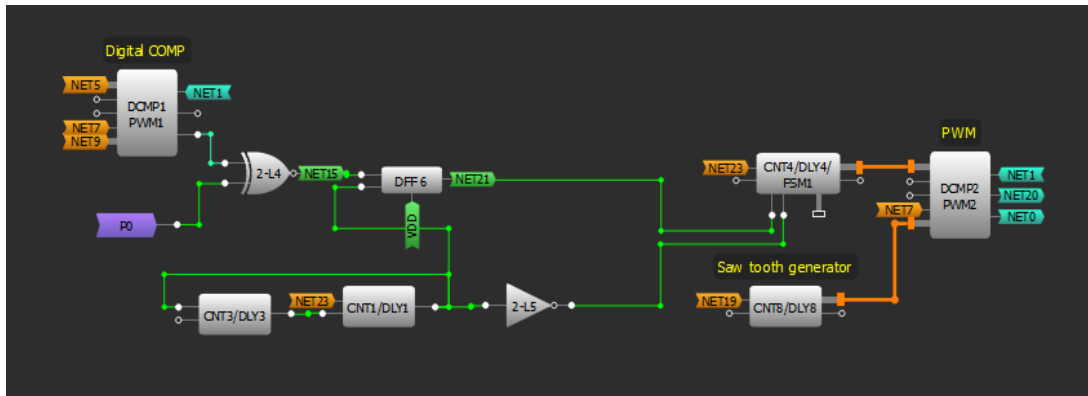 Digital COMP
NET5
DCMP1
PWM1
NET7
NET9
NET1
P0
2-L4
NET15
DFF 6
NET21
VDD
CNT3/DLY3
NET23
CNT1/DLY1
2-L5
NET23
CNT4/DLY4/
FSM1
PWM
DCMP2
PWM2
NET7
NET1
NET20
NET0
Saw tooth generator
NET19
CNT8/DLY8